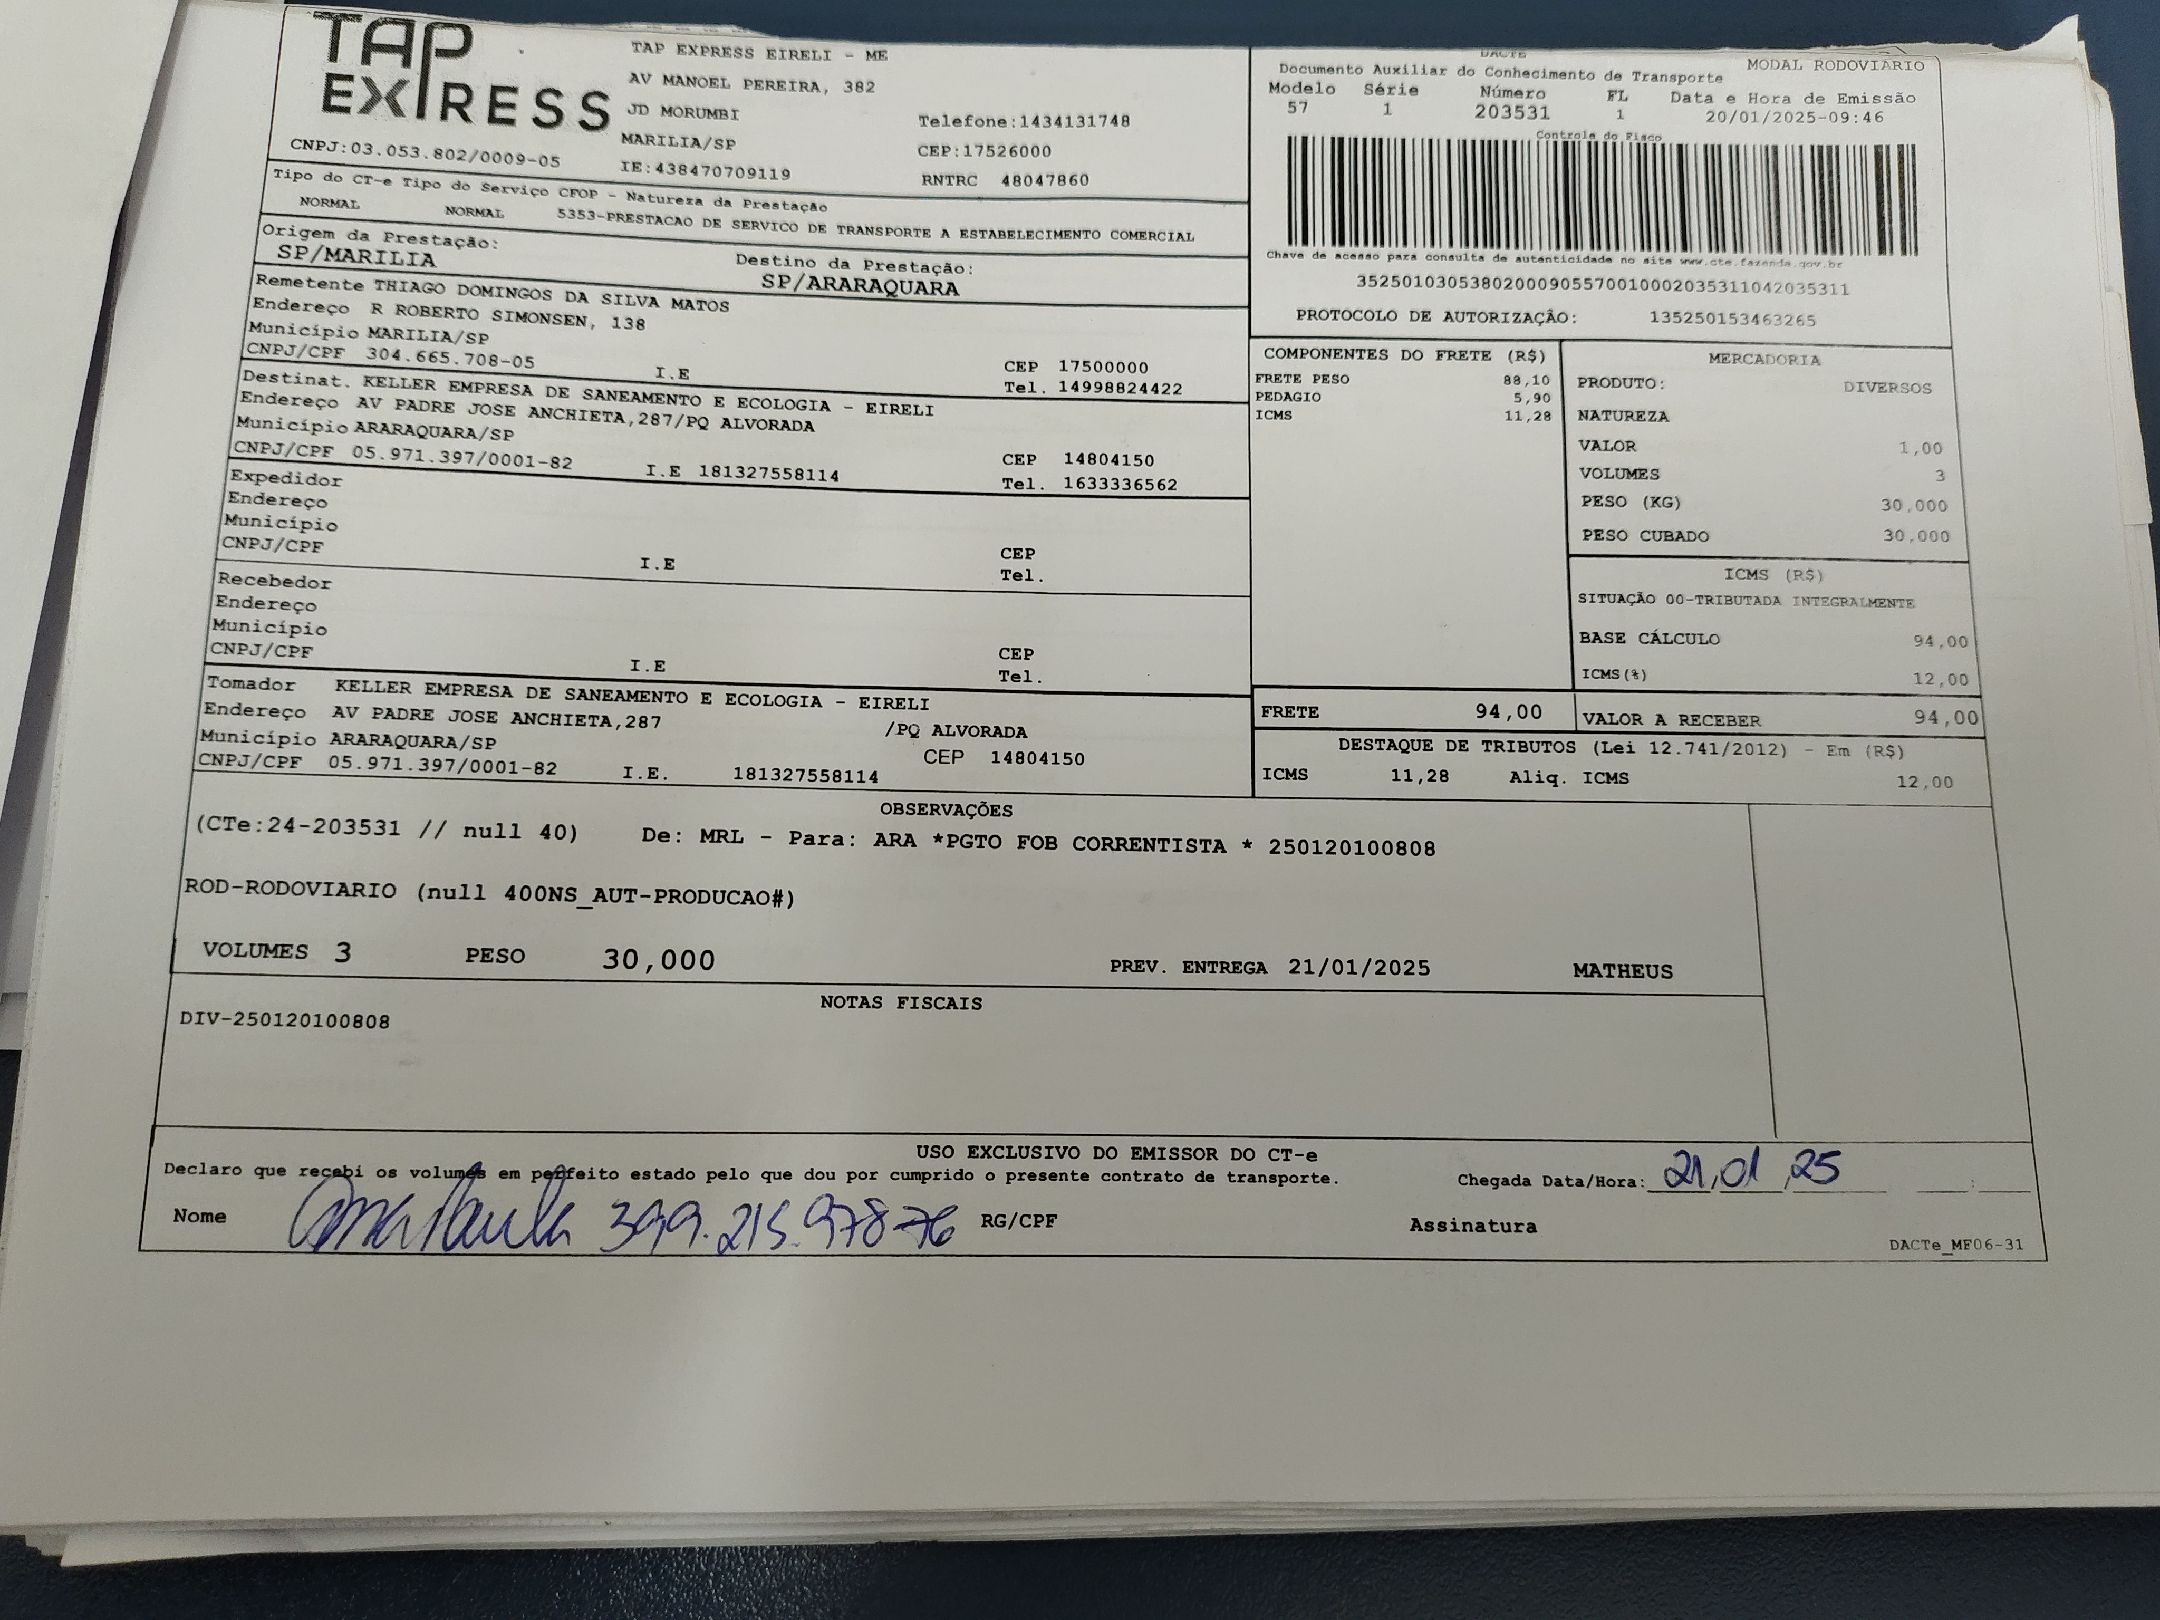 TAP EXPRESS
TAP EXPRESS EIRELI - ME
AV MANOEL PEREIRA, 382
JD MORUMBI
MARILIA/SP
IE:438470709119
Telefone:1434131748
CEP:17526000
RNTRC 48047860
CNPJ:03.053.802/0009-05
DACTE
Documento Auxiliar do Conhecimento de Transporte
MODAL RODOVIARIO
Modelo Série Número FL Data e Hora de Emissão
57 1 203531 1 20/01/2025-09:46
Controle do Fisco
Chave de acesso para consulta de autenticidade no site www.cte.fazenda.gov.br
35250103053802000905570010002035311042035311
PROTOCOLO DE AUTORIZAÇÃO: 135250153463265
Tipo do CT-e Tipo do Serviço CFOP - Natureza da Prestação
NORMAL NORMAL 5353-PRESTACAO DE SERVICO DE TRANSPORTE A ESTABELECIMENTO COMERCIAL
Origem da Prestação:
SP/MARILIA
Destino da Prestação:
SP/ARARAQUARA
Remetente THIAGO DOMINGOS DA SILVA MATOS
Endereço R ROBERTO SIMONSEN, 138
Município MARILIA/SP CEP 17500000
CNPJ/CPF 304.665.708-05 I.E Tel. 14998824422
Destinat. KELLER EMPRESA DE SANEAMENTO E ECOLOGIA - EIRELI
Endereço AV PADRE JOSE ANCHIETA,287/PQ ALVORADA
Município ARARAQUARA/SP CEP 14804150
CNPJ/CPF 05.971.397/0001-82 I.E 181327558114 Tel. 1633336562
Expedidor
Endereço
Município CEP
CNPJ/CPF I.E Tel.
Recebedor
Endereço
Município CEP
CNPJ/CPF I.E Tel.
Tomador KELLER EMPRESA DE SANEAMENTO E ECOLOGIA - EIRELI
Endereço AV PADRE JOSE ANCHIETA,287 /PQ ALVORADA
Município ARARAQUARA/SP CEP 14804150
CNPJ/CPF 05.971.397/0001-82 I.E. 181327558114
COMPONENTES DO FRETE (R$)
FRETE PESO 88,10
PEDAGIO 5,90
ICMS 11,28
MERCADORIA
PRODUTO: DIVERSOS
NATUREZA
VALOR 1,00
VOLUMES 3
PESO (KG) 30,000
PESO CUBADO 30,000
ICMS (R$)
SITUAÇÃO 00-TRIBUTADA INTEGRALMENTE
BASE CÁLCULO 94,00
ICMS(%) 12,00
FRETE 94,00 VALOR A RECEBER 94,00
DESTAQUE DE TRIBUTOS (Lei 12.741/2012) - Em (R$)
ICMS 11,28 Aliq. ICMS 12,00
OBSERVAÇÕES
(CTe:24-203531 // null 40) De: MRL - Para: ARA *PGTO FOB CORRENTISTA * 250120100808
ROD-RODOVIARIO (null 400NS_AUT-PRODUCAO#)
VOLUMES 3 PESO 30,000 PREV. ENTREGA 21/01/2025 MATHEUS
NOTAS FISCAIS
DIV-250120100808
USO EXCLUSIVO DO EMISSOR DO CT-e
Declaro que recebi os volumes em perfeito estado pelo que dou por cumprido o presente contrato de transporte. Chegada Data/Hora: 21,01,25
Nome Ana Paula 399.215.978-76 RG/CPF Assinatura
DACTe_MF06-31